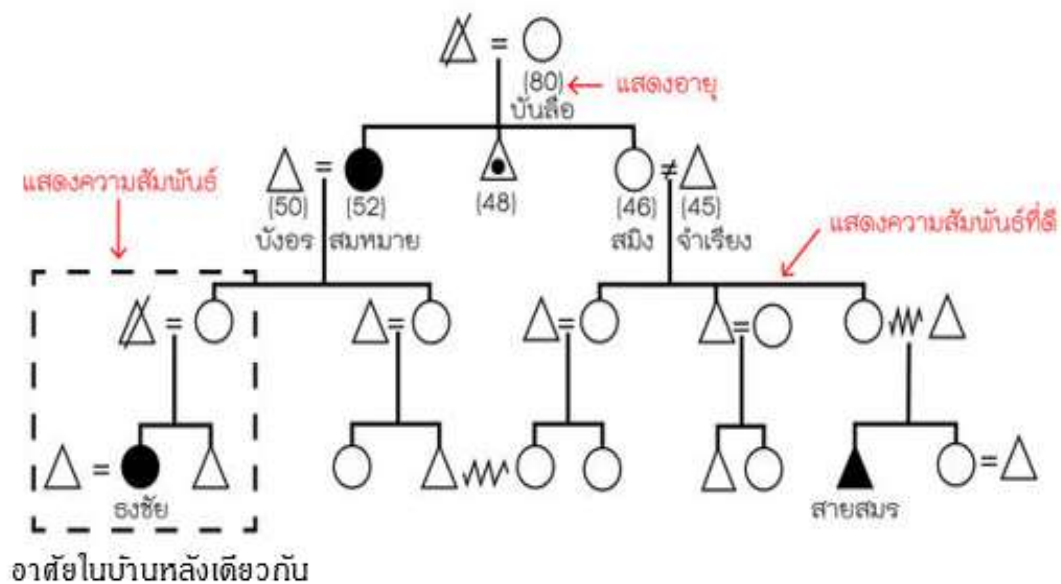 (80)
แสดงอายุ
บันลือ
แสดงความสัมพันธ์
(50) (52) (48) (46) (45)
บังอร สมหมาย สมิง จำเรียง
แสดงความสัมพันธ์ที่ดี
ธงชัย สายสมร
อาศัยในบ้านหลังเดียวกัน